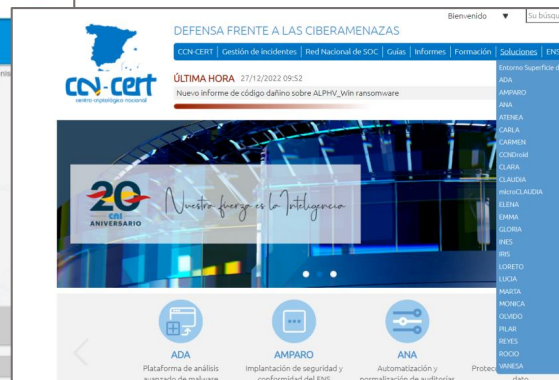 Bienvenido ▼ Su búsqu
DEFENSA FRENTE A LAS CIBERAMENAZAS
CCN-CERT | Gestión de incidentes | Red Nacional de SOC | Guías | Informes | Formación | Soluciones | ENS
ccn-cert
centro criptológico nacional
ÚLTIMA HORA 27/12/2022 09:52
Nuevo informe de código dañino sobre ALPHV_Win ransomware
Entorno Superficie d
ADA
AMPARO
ANA
ATENEA
CARLA
CARMEN
CCNDroid
CLARA
CLAUDIA
microCLAUDIA
ELENA
EMMA
GLORIA
INES
IRIS
LORETO
LUCIA
MARTA
MONICA
OLVIDO
PILAR
REYES
ROCIO
VANESA
20
CNI
ANIVERSARIO
Nuestra fuerza es la Inteligencia
ADA
Plataforma de análisis
avanzado de malware
AMPARO
Implantación de seguridad y
conformidad del ENS
ANA
Automatización y
normalización de auditorías
Protec
dato